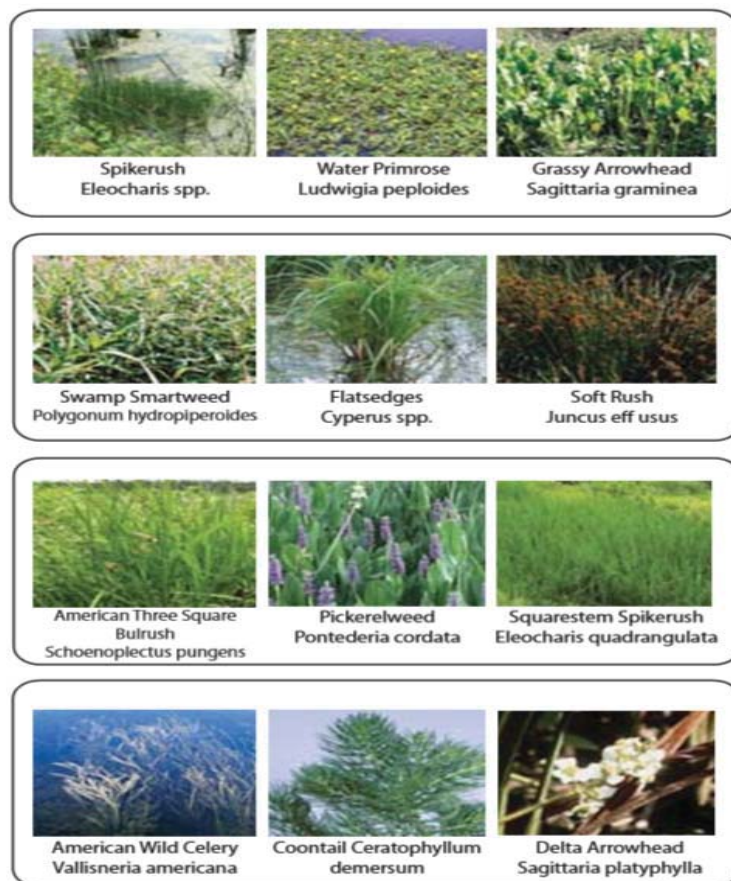 Spikerush
Eleocharis spp.
Water Primrose
Ludwigia peploides
Grassy Arrowhead
Sagittaria graminea
Swamp Smartweed
Polygonum hydropiperoides
Flatsedges
Cyperus spp.
Soft Rush
Juncus eff usus
American Three Square
Bulrush
Schoenoplectus pungens
Pickerelweed
Pontederia cordata
Squarestem Spikerush
Eleocharis quadrangulata
American Wild Celery
Vallisneria americana
Coontail Ceratophyllum
demersum
Delta Arrowhead
Sagittaria platyphylla